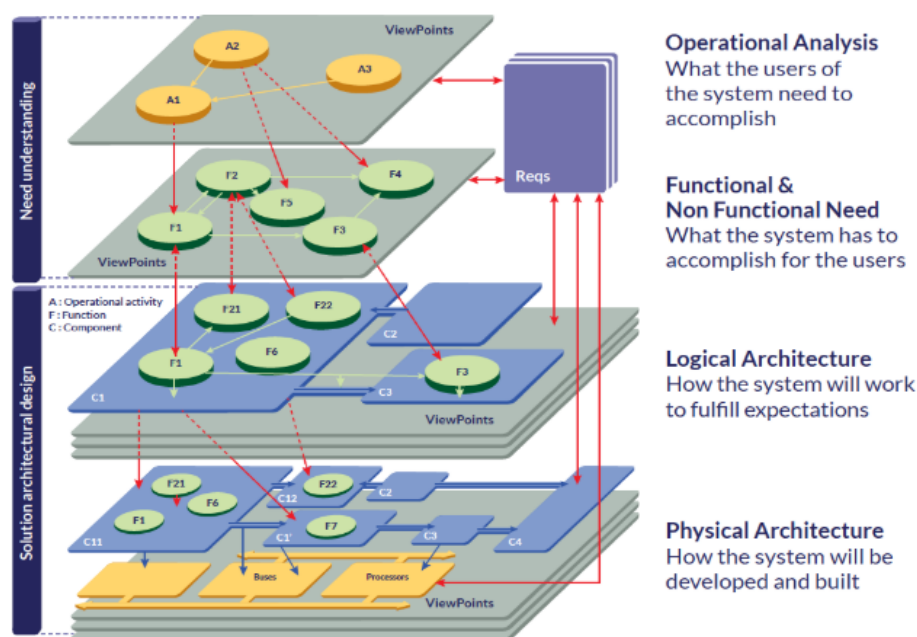 Need understanding
ViewPoints
A2
A3
A1
Reqs
Operational Analysis
What the users of
the system need to
accomplish
F2
F4
F5
F1
F3
ViewPoints
Functional &
Non Functional Need
What the system has to
accomplish for the users
Solution architectural design
A : Operational activity
F : Function
C : Component
F21
F22
C2
F6
F1
F3
C1
C3
ViewPoints
Logical Architecture
How the system will work
to fulfill expectations
F21
F22
C2
F6
C12
F1
F7
C3
C4
C11
C1'
Buses
Processors
ViewPoints
Physical Architecture
How the system will be
developed and built